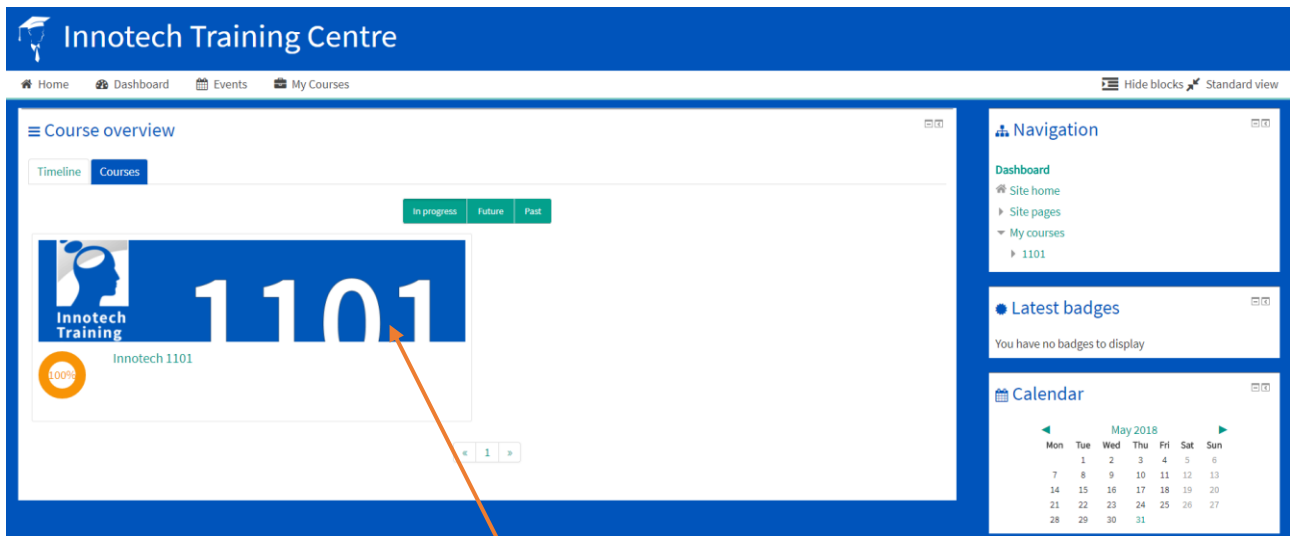 Innotech Training Centre
Home Dashboard Events My Courses Hide blocks Standard view
Course overview
Timeline Courses
In progress Future Past
Innotech
Training
1101
Innotech 1101
100%
« 1 »
Navigation
Dashboard
Site home
Site pages
My courses
1101
Latest badges
You have no badges to display
Calendar
May 2018
Mon Tue Wed Thu Fri Sat Sun
1 2 3 4 5 6
7 8 9 10 11 12 13
14 15 16 17 18 19 20
21 22 23 24 25 26 27
28 29 30 31